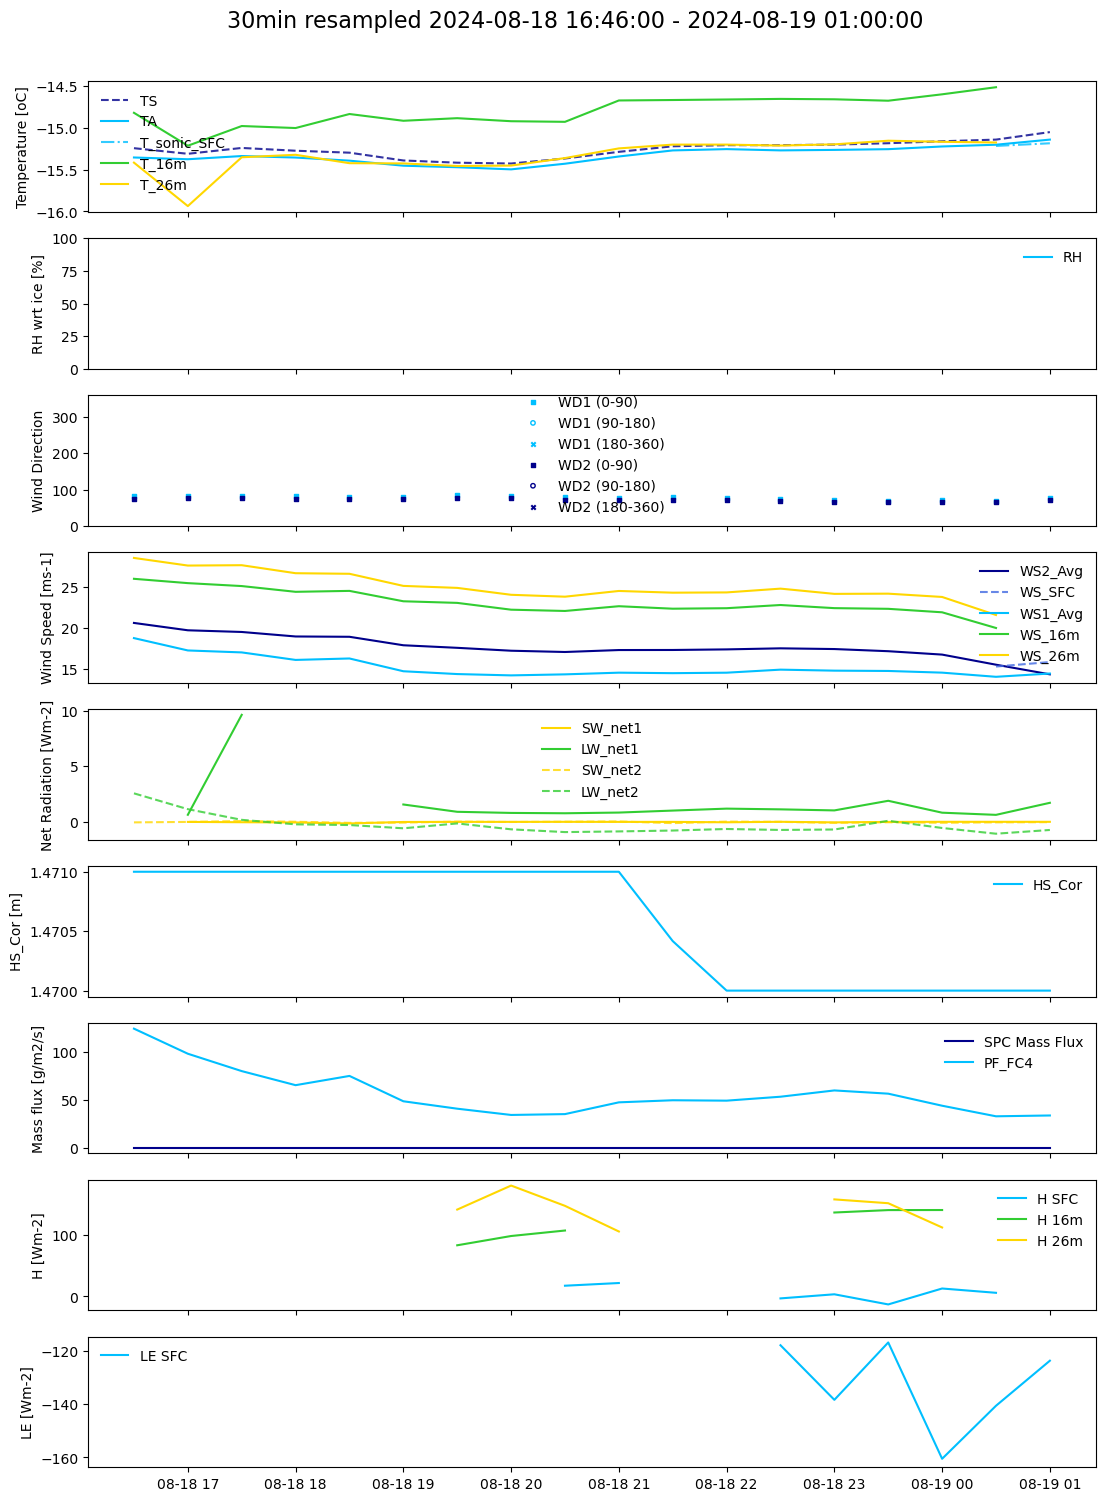 30min resampled 2024-08-18 16:46:00 - 2024-08-19 01:00:00
Temperature [oC]
−14.5
−15.0
−15.5
−16.0
TS
TA
T_sonic_SFC
T_16m
T_26m
RH wrt ice [%]
100
75
50
25
0
RH
Wind Direction
300
200
100
0
WD1 (0-90)
WD1 (90-180)
WD1 (180-360)
WD2 (0-90)
WD2 (90-180)
WD2 (180-360)
Wind Speed [ms-1]
25
20
15
WS2_Avg
WS_SFC
WS1_Avg
WS_16m
WS_26m
Net Radiation [Wm-2]
10
5
0
SW_net1
LW_net1
SW_net2
LW_net2
HS_Cor [m]
1.4710
1.4705
1.4700
HS_Cor
Mass flux [g/m2/s]
100
50
0
SPC Mass Flux
PF_FC4
H [Wm-2]
100
0
H SFC
H 16m
H 26m
LE [Wm-2]
−120
−140
−160
LE SFC
08-18 17
08-18 18
08-18 19
08-18 20
08-18 21
08-18 22
08-18 23
08-19 00
08-19 01